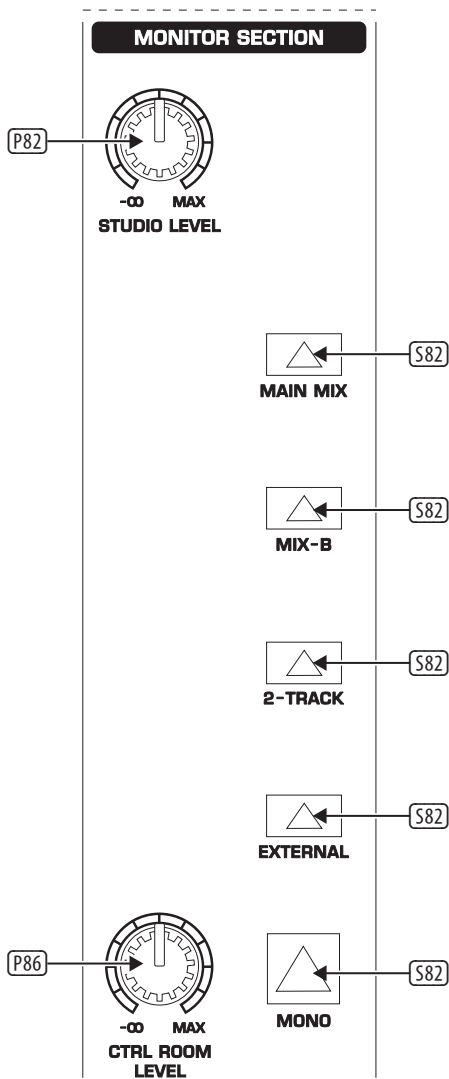 MONITOR SECTION
P82
-∞ MAX
STUDIO LEVEL
S82
MAIN MIX
S82
MIX-B
S82
2-TRACK
S82
EXTERNAL
P86
-∞ MAX
CTRL ROOM
LEVEL
S82
MONO